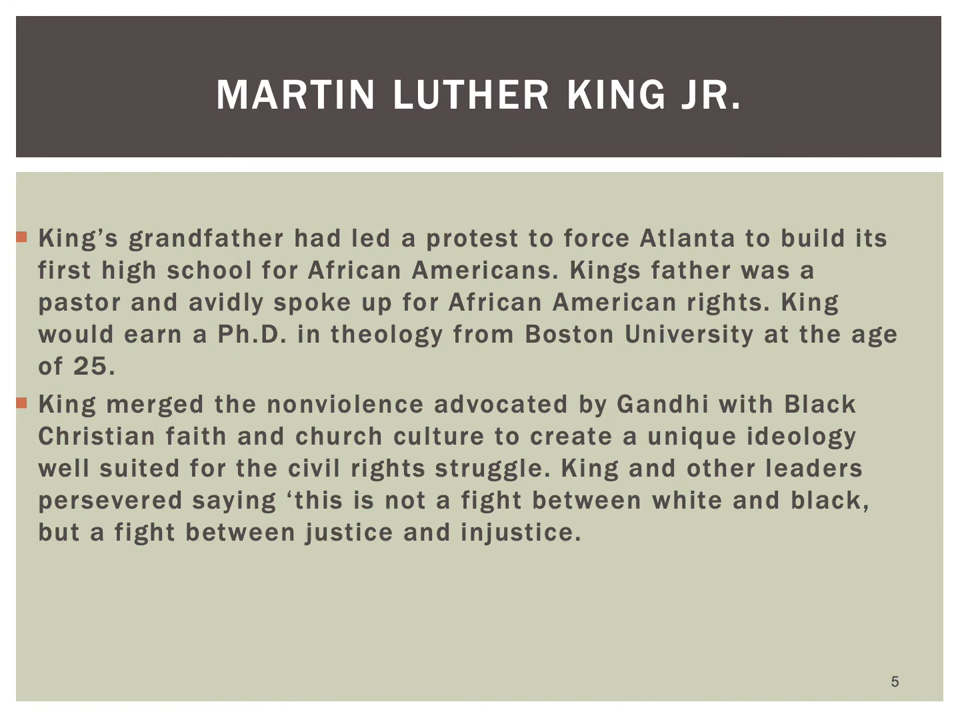 MARTIN LUTHER KING JR.
King’s grandfather had led a protest to force Atlanta to build its
first high school for African Americans. Kings father was a
pastor and avidly spoke up for African American rights. King
would earn a Ph.D. in theology from Boston University at the age
of 25.
King merged the nonviolence advocated by Gandhi with Black
Christian faith and church culture to create a unique ideology
well suited for the civil rights struggle. King and other leaders
persevered saying ‘this is not a fight between white and black,
but a fight between justice and injustice.
5